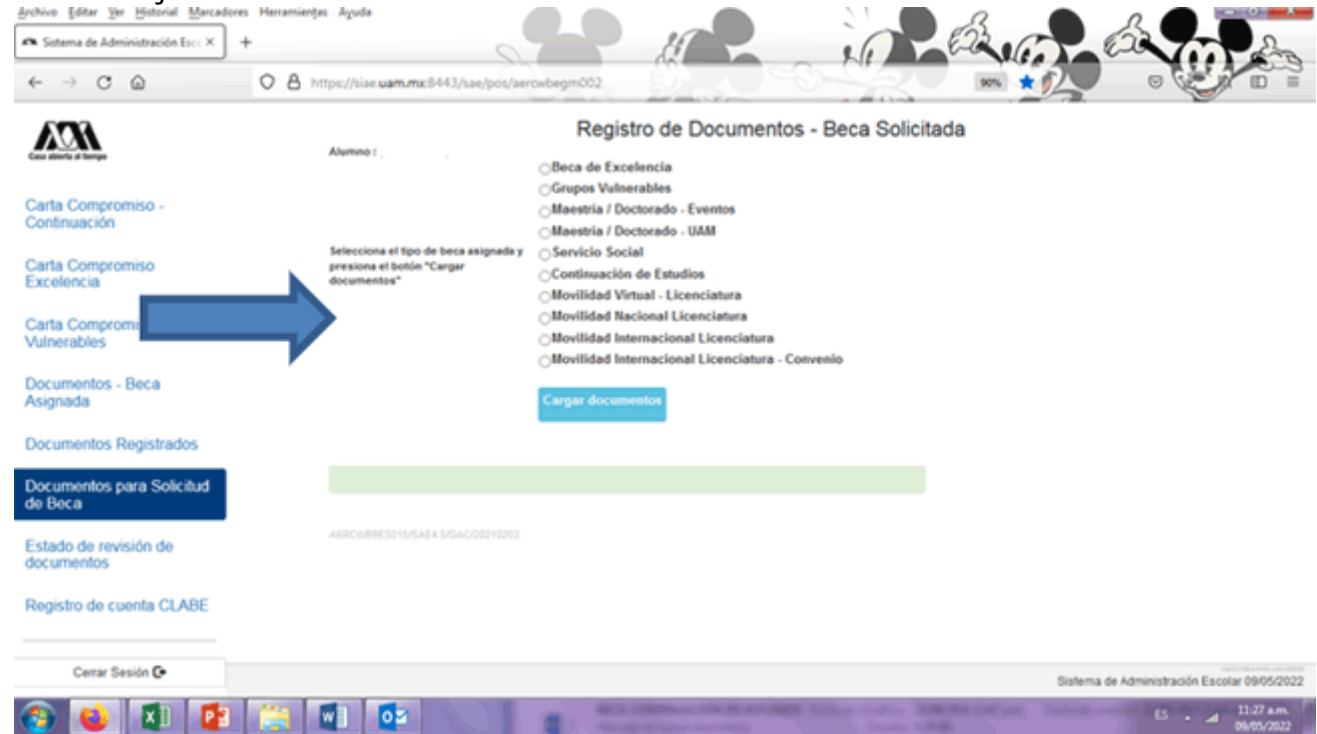 Archivo Editar Ver Historial Marcadores Herramientas Ayuda
Sistema de Administración Esc
https://siae.uam.mx:8443/sae/pos/aerowbegm002
90%
Casa abierta al tiempo
Registro de Documentos - Beca Solicitada
Alumno :
Beca de Excelencia
Grupos Vulnerables
Maestria / Doctorado - Eventos
Maestria / Doctorado - UAM
Selecciona el tipo de beca asignada y
presiona el botón "Cargar
documentos"
Servicio Social
Continuación de Estudios
Movilidad Virtual - Licenciatura
Movilidad Nacional Licenciatura
Movilidad Internacional Licenciatura
Movilidad Internacional Licenciatura - Convenio
Cargar documentos
Carta Compromiso -
Continuación
Carta Compromiso
Excelencia
Carta Compromi
Vulnerables
Documentos - Beca
Asignada
Documentos Registrados
Documentos para Solicitud
de Beca
Estado de revisión de
documentos
Registro de cuenta CLABE
Cerrar Sesión
Sistema de Administración Escolar 09/05/2022
ES
11:27 a.m.
09/05/2022